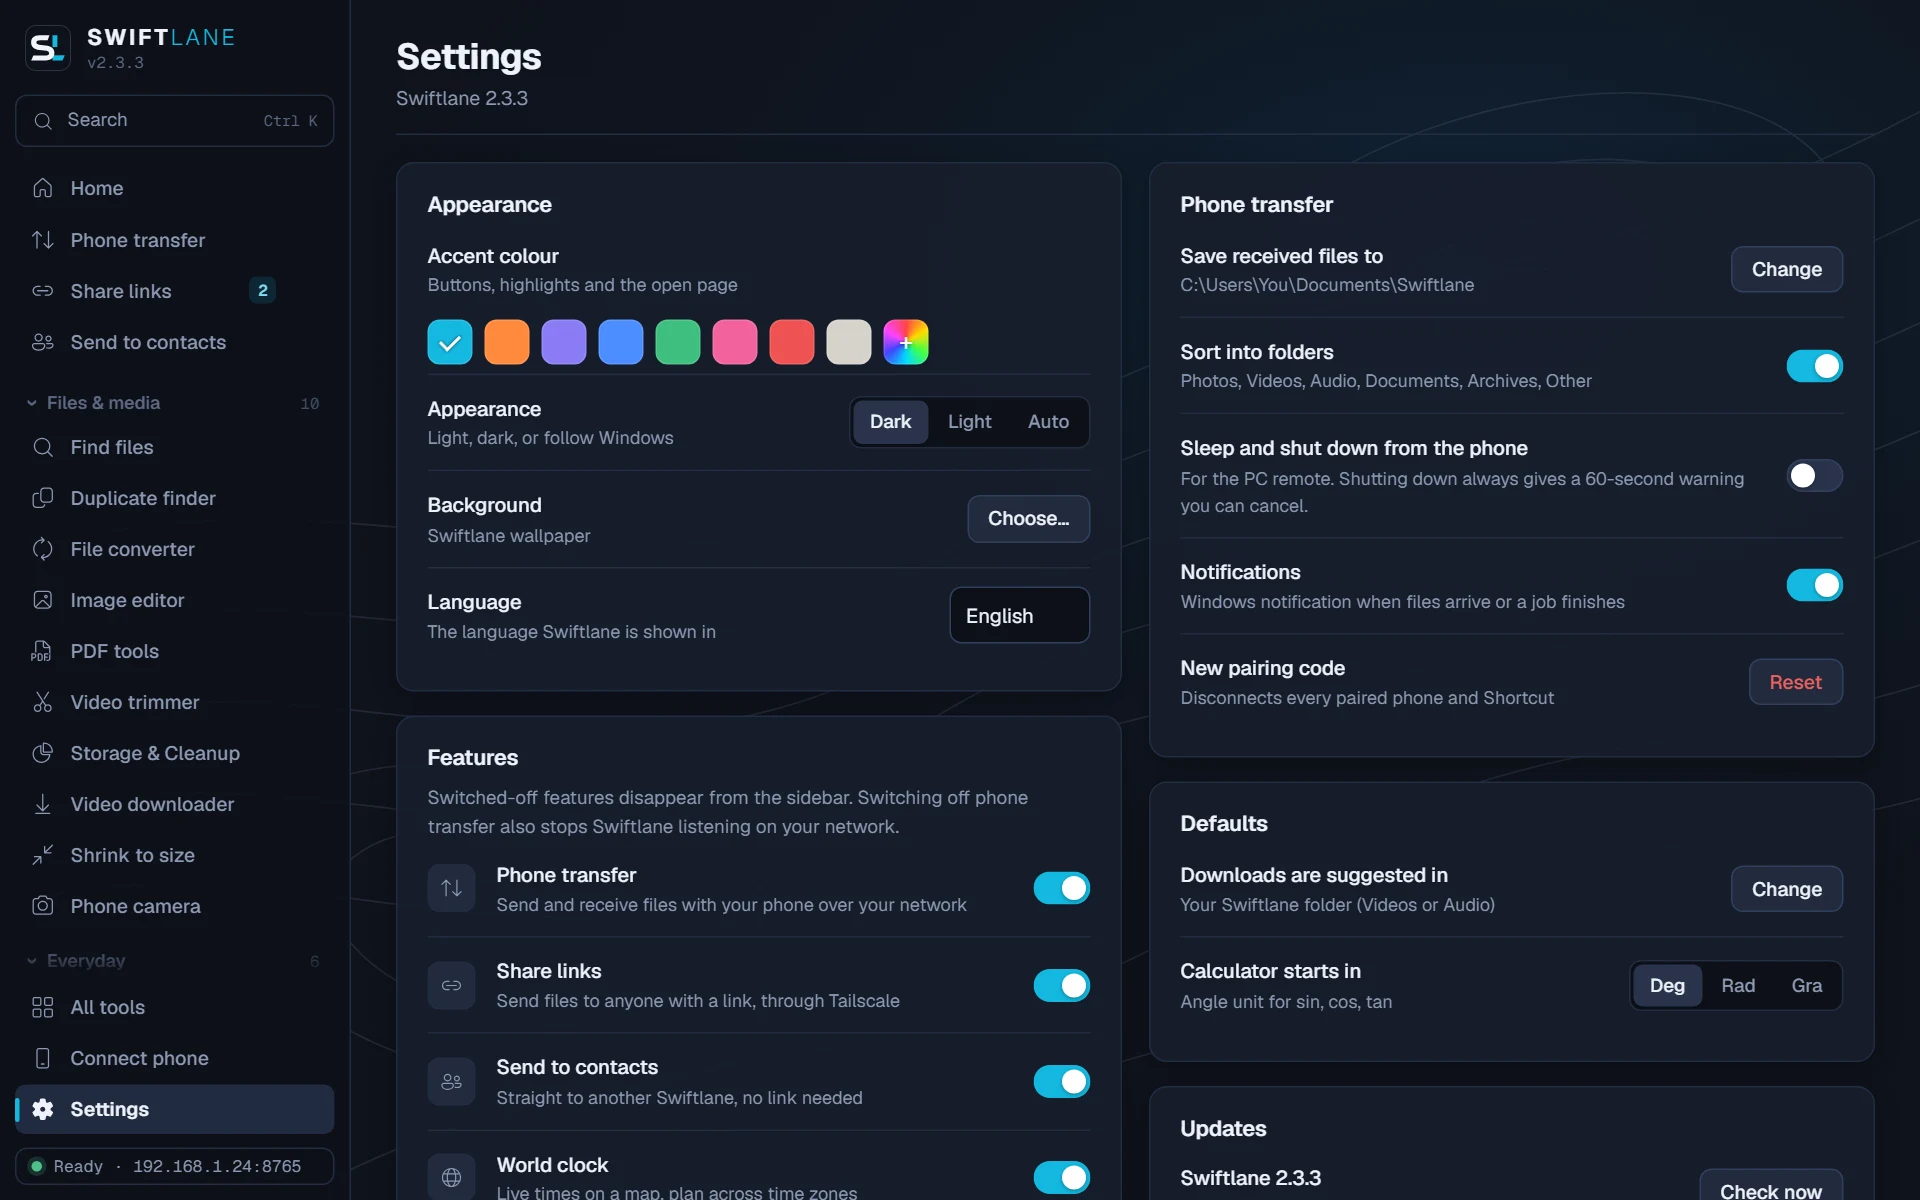 SWIFTLANE
v2.3.3
Search Ctrl K
Home
Phone transfer
Share links 2
Send to contacts
Files & media 10
Find files
Duplicate finder
File converter
Image editor
PDF tools
Video trimmer
Storage & Cleanup
Video downloader
Shrink to size
Phone camera
Everyday 6
All tools
Connect phone
Settings
Ready · 192.168.1.24:8765
Settings
Swiftlane 2.3.3
Appearance
Accent colour
Buttons, highlights and the open page
Appearance
Light, dark, or follow Windows
Dark Light Auto
Background
Swiftlane wallpaper
Choose...
Language
The language Swiftlane is shown in
English
Features
Switched-off features disappear from the sidebar. Switching off phone
transfer also stops Swiftlane listening on your network.
Phone transfer
Send and receive files with your phone over your network
Share links
Send files to anyone with a link, through Tailscale
Send to contacts
Straight to another Swiftlane, no link needed
World clock
Live times on a map, plan across time zones
Phone transfer
Save received files to
C:\Users\You\Documents\Swiftlane
Change
Sort into folders
Photos, Videos, Audio, Documents, Archives, Other
Sleep and shut down from the phone
For the PC remote. Shutting down always gives a 60-second warning
you can cancel.
Notifications
Windows notification when files arrive or a job finishes
New pairing code
Disconnects every paired phone and Shortcut
Reset
Defaults
Downloads are suggested in
Your Swiftlane folder (Videos or Audio)
Change
Calculator starts in
Angle unit for sin, cos, tan
Deg Rad Gra
Updates
Swiftlane 2.3.3
Check now